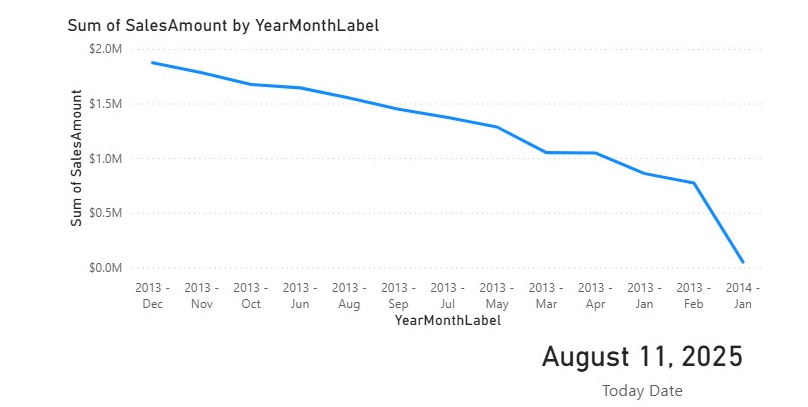 Sum of SalesAmount by YearMonthLabel
$2.0M
$1.5M
$1.0M
$0.5M
$0.0M
Sum of SalesAmount
2013 - Dec
2013 - Nov
2013 - Oct
2013 - Jun
2013 - Aug
2013 - Sep
2013 - Jul
2013 - May
2013 - Mar
2013 - Apr
2013 - Jan
2013 - Feb
2014 - Jan
YearMonthLabel
August 11, 2025
Today Date